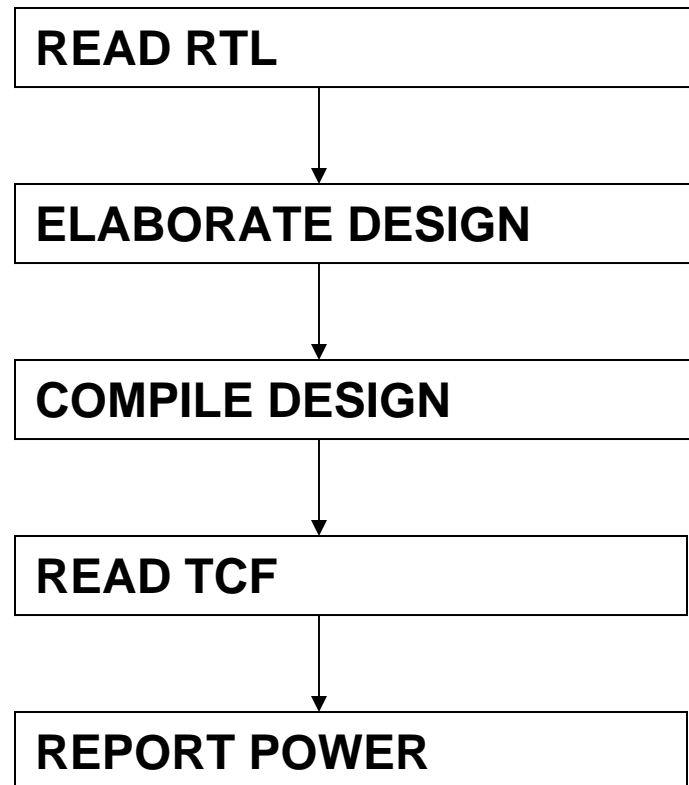 READ RTL
ELABORATE DESIGN
COMPILE DESIGN
READ TCF
REPORT POWER